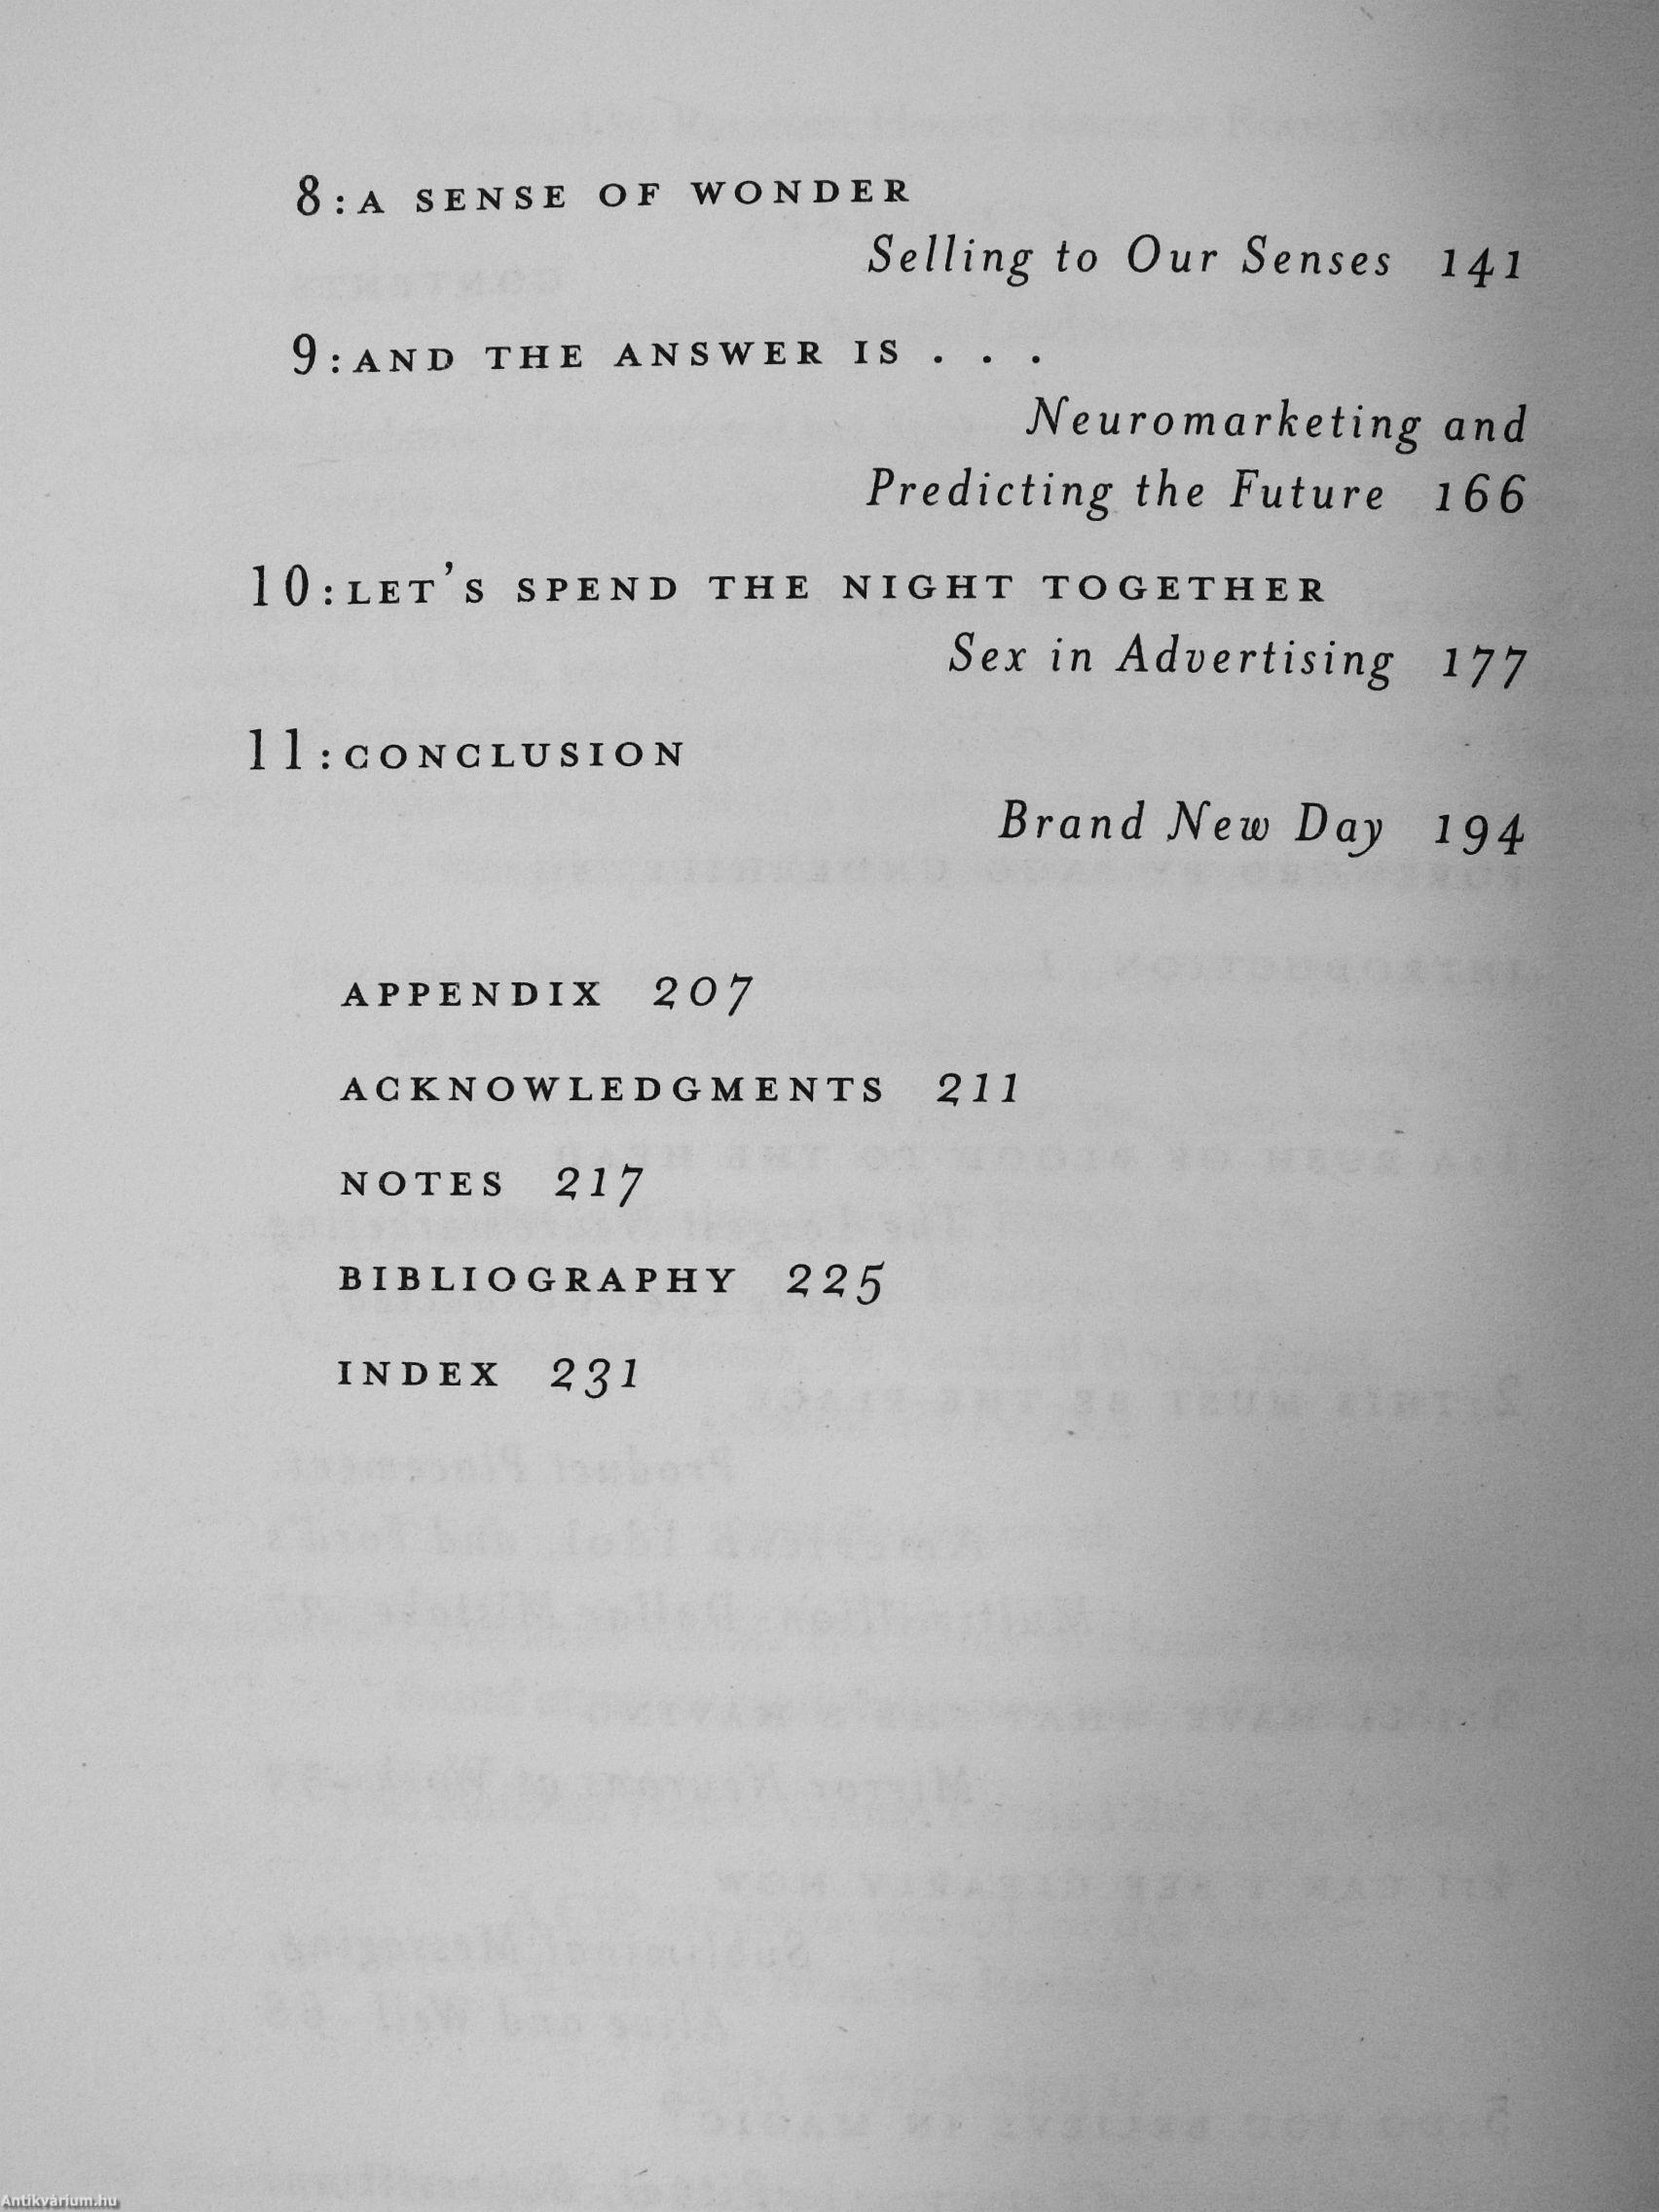 8:A SENSE OF WONDER
Selling to Our Senses 141
9:AND THE ANSWER IS . . .
Neuromarketing and
Predicting the Future 166
10:LET'S SPEND THE NIGHT TOGETHER
Sex in Advertising 177
11:CONCLUSION
Brand New Day 194
APPENDIX 207
ACKNOWLEDGMENTS 211
NOTES 217
BIBLIOGRAPHY 225
INDEX 231
Antikvárium.hu